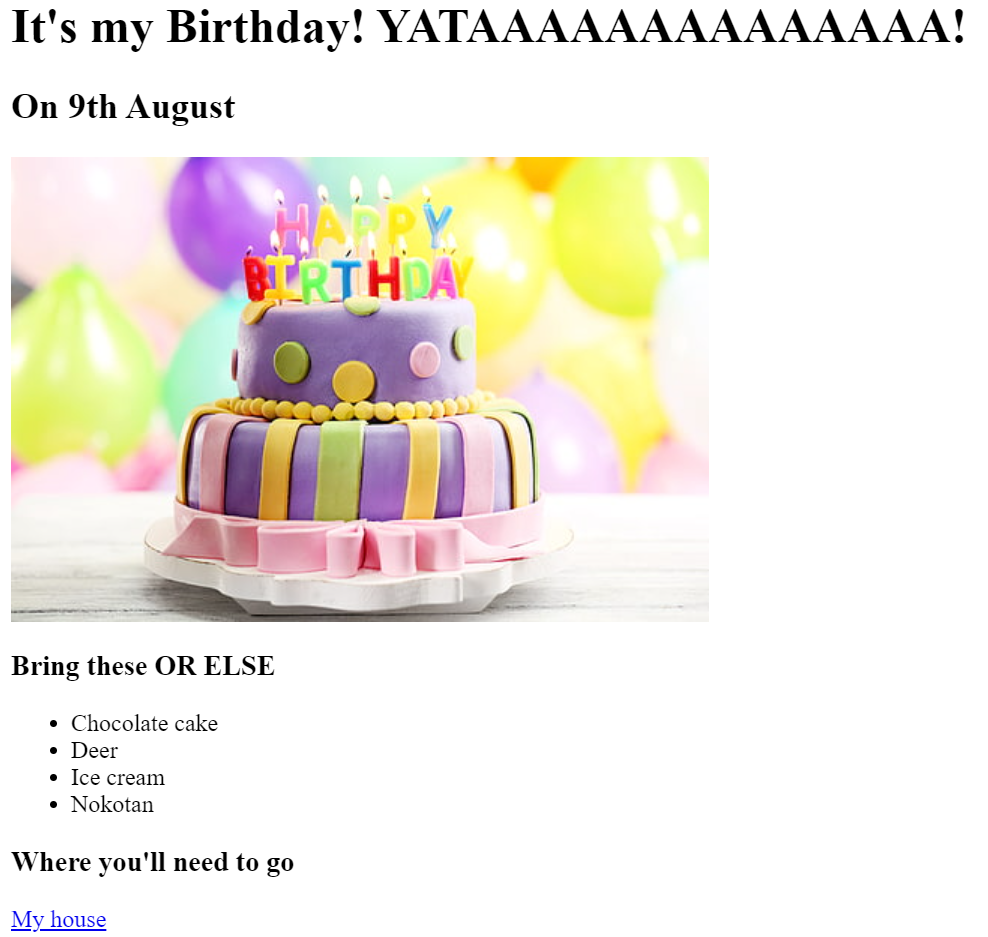 It's my Birthday! YATAAAAAAAAAAAAAAA!
On 9th August
HAPPY
BIRTHDAY
Bring these OR ELSE
Chocolate cake
Deer
Ice cream
Nokotan
Where you'll need to go
My house